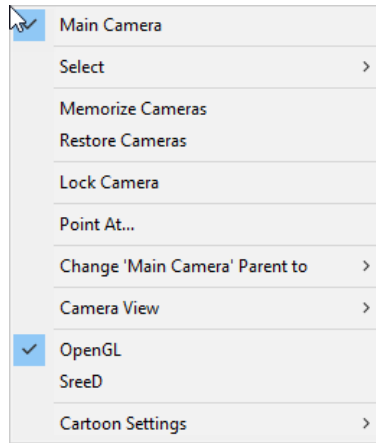 Main Camera
Select
Memorize Cameras
Restore Cameras
Lock Camera
Point At...
Change 'Main Camera' Parent to
Camera View
OpenGL
SreeD
Cartoon Settings